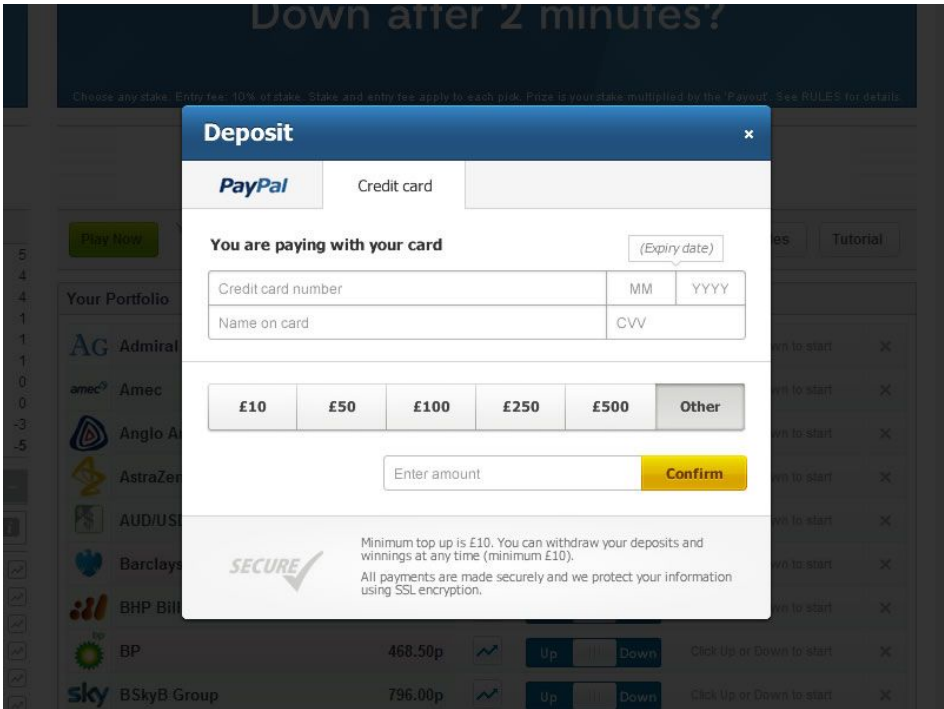 Down after 2 minutes?
Choose any stake. Entry fee: 10% of stake. Stake and entry fee apply to each pick. Prize is your stake multiplied by the 'Payout'. See RULES for details.
Deposit ×
PayPal Credit card
You are paying with your card (Expiry date)
Credit card number MM YYYY
Name on card CVV
£10 £50 £100 £250 £500 Other
Enter amount Confirm
SECURE
Minimum top up is £10. You can withdraw your deposits and
winnings at any time (minimum £10).
All payments are made securely and we protect your information
using SSL encryption.
Play Now Tutorial
Your Portfolio
AG Admiral
amec Amec
Anglo
AstraZen
AUD/USD
Barclays
BHP Bill
bp BP 468.50p Up Down Click Up or Down to start ×
sky BSkyB Group 796.00p Up Down Click Up or Down to start ×
5
4
4
1
1
1
0
0
-3
-5